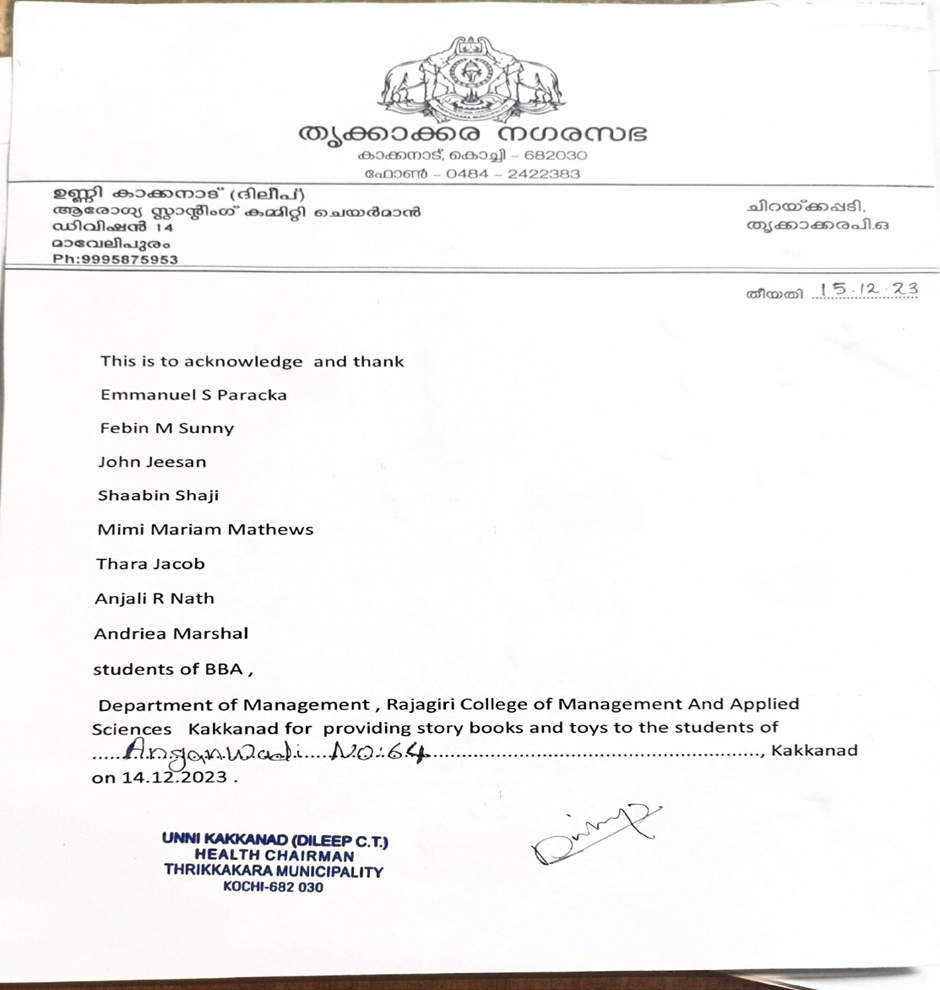 തൃക്കാക്കര നഗരസഭ
കാക്കനാട്, കൊച്ചി – 682030
ഫോൺ – 0484 – 2422383
ഉണ്ണി കാക്കനാട് (ദിലീപ്)
ആരോഗ്യ സ്റ്റാന്റിംഗ് കമ്മിറ്റി ചെയർമാൻ
ഡിവിഷൻ 14
മാവേലിപുരം
Ph:9995875953
ചിറയ്ക്കപ്പടി,
തൃക്കാക്കരപി.ഒ
തീയതി 15.12.23
This is to acknowledge and thank
Emmanuel S Paracka
Febin M Sunny
John Jeesan
Shaabin Shaji
Mimi Mariam Mathews
Thara Jacob
Anjali R Nath
Andriea Marshal
students of BBA ,
Department of Management , Rajagiri College of Management And Applied
Sciences Kakkanad for providing story books and toys to the students of
.....Anganwadi NO:64............................................................., Kakkanad
on 14.12.2023 .
UNNI KAKKANAD (DILEEP C.T.)
HEALTH CHAIRMAN
THRIKKAKARA MUNICIPALITY
KOCHI-682 030